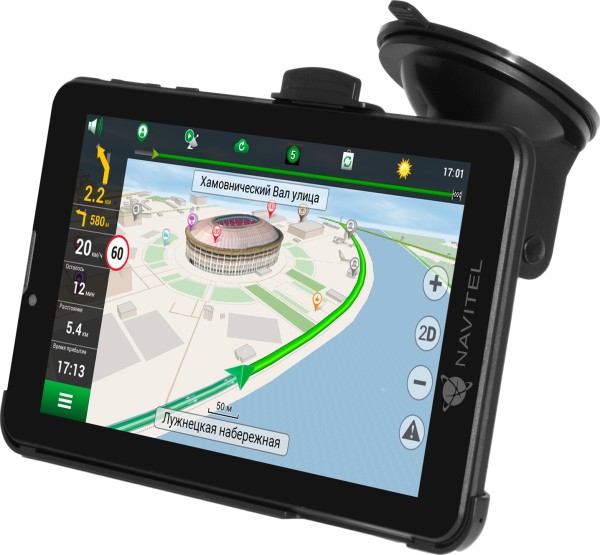 5
17:01
Хамовнический Вал улица
2.2 км
580 м
20 км/ч
60
Осталось
12 мин
Расстояние
5.4 км
Время прибытия
17:13
50 м
Лужнецкая набережная
2D
NAVITEL